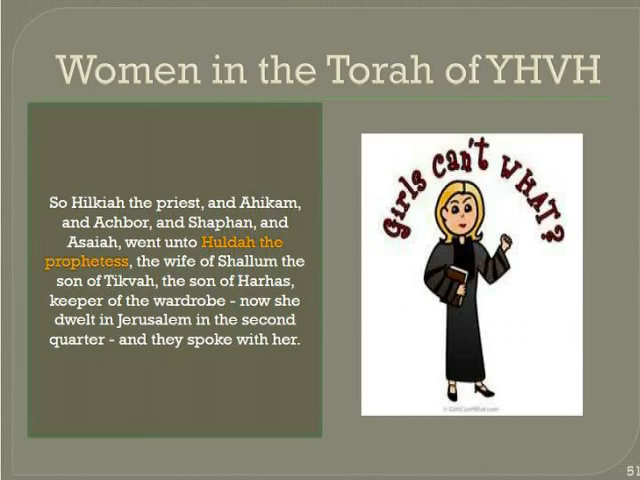 Women in the Torah of YHVH
So Hilkiah the priest, and Ahikam,
and Achbor, and Shaphan, and
Asaiah, went unto Huldah the
prophetess, the wife of Shallum the
son of Tikvah, the son of Harhas,
keeper of the wardrobe - now she
dwelt in Jerusalem in the second
quarter - and they spoke with her.
Girls Can't WHAT?
51